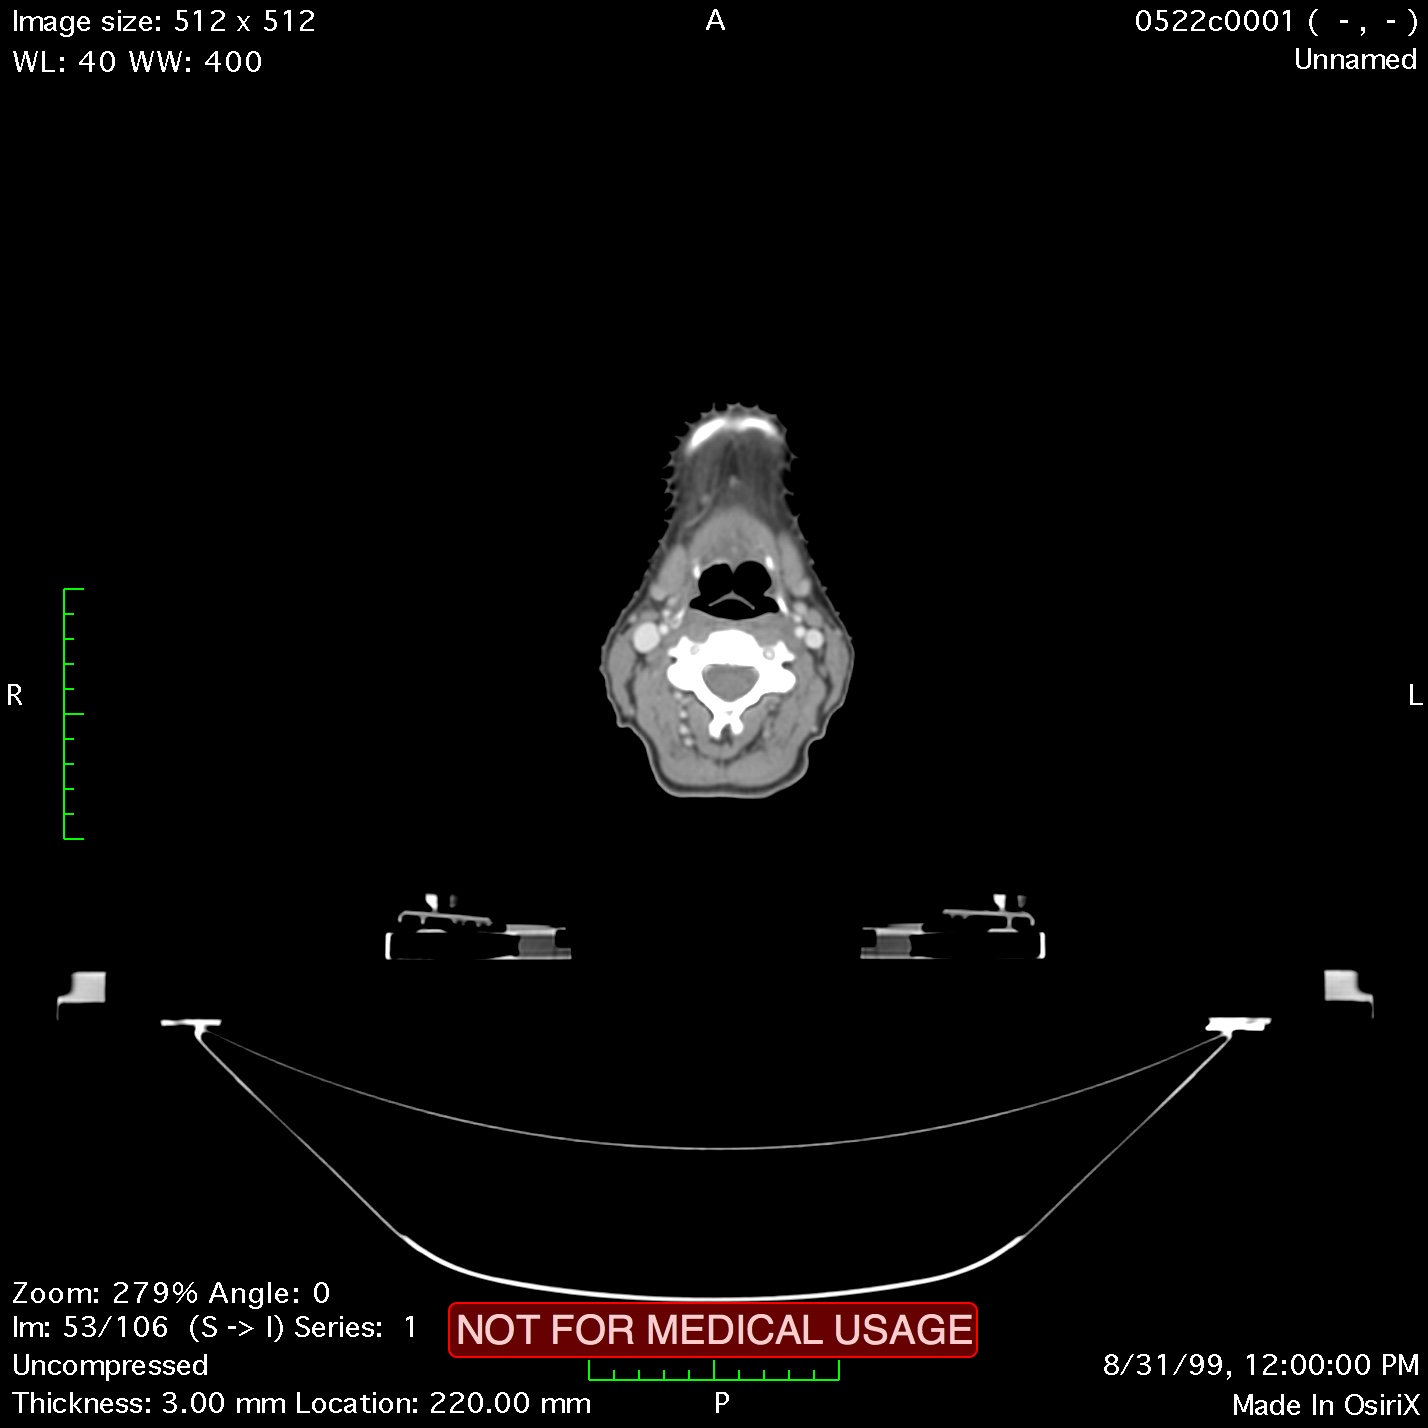 Image size: 512 x 512
WL: 40 WW: 400
A
0522c0001 ( -, -)
Unnamed
R
L
Zoom: 279% Angle: 0
Im: 53/106 (S -> I) Series: 1
Uncompressed
Thickness: 3.00 mm Location: 220.00 mm
NOT FOR MEDICAL USAGE
P
8/31/99, 12:00:00 PM
Made In OsiriX